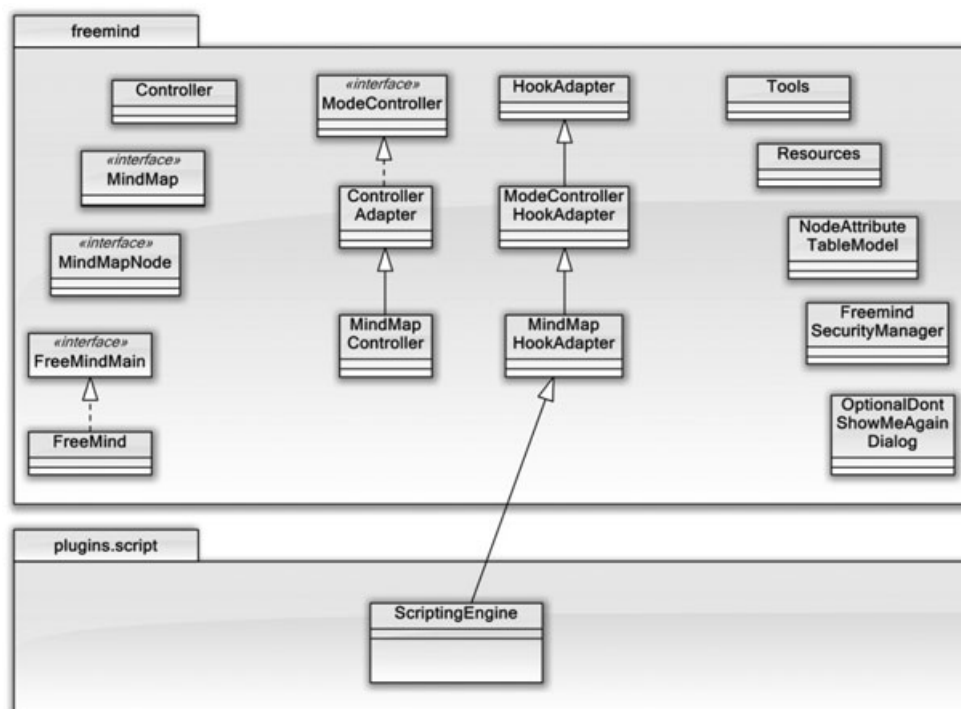 freemind
Controller
«interface»
ModeController
HookAdapter
Tools
«interface»
MindMap
Resources
Controller
Adapter
ModeController
HookAdapter
«interface»
MindMapNode
NodeAttribute
TableModel
«interface»
FreeMindMain
MindMap
Controller
MindMap
HookAdapter
Freemind
SecurityManager
FreeMind
OptionalDont
ShowMeAgain
Dialog
plugins.script
ScriptingEngine